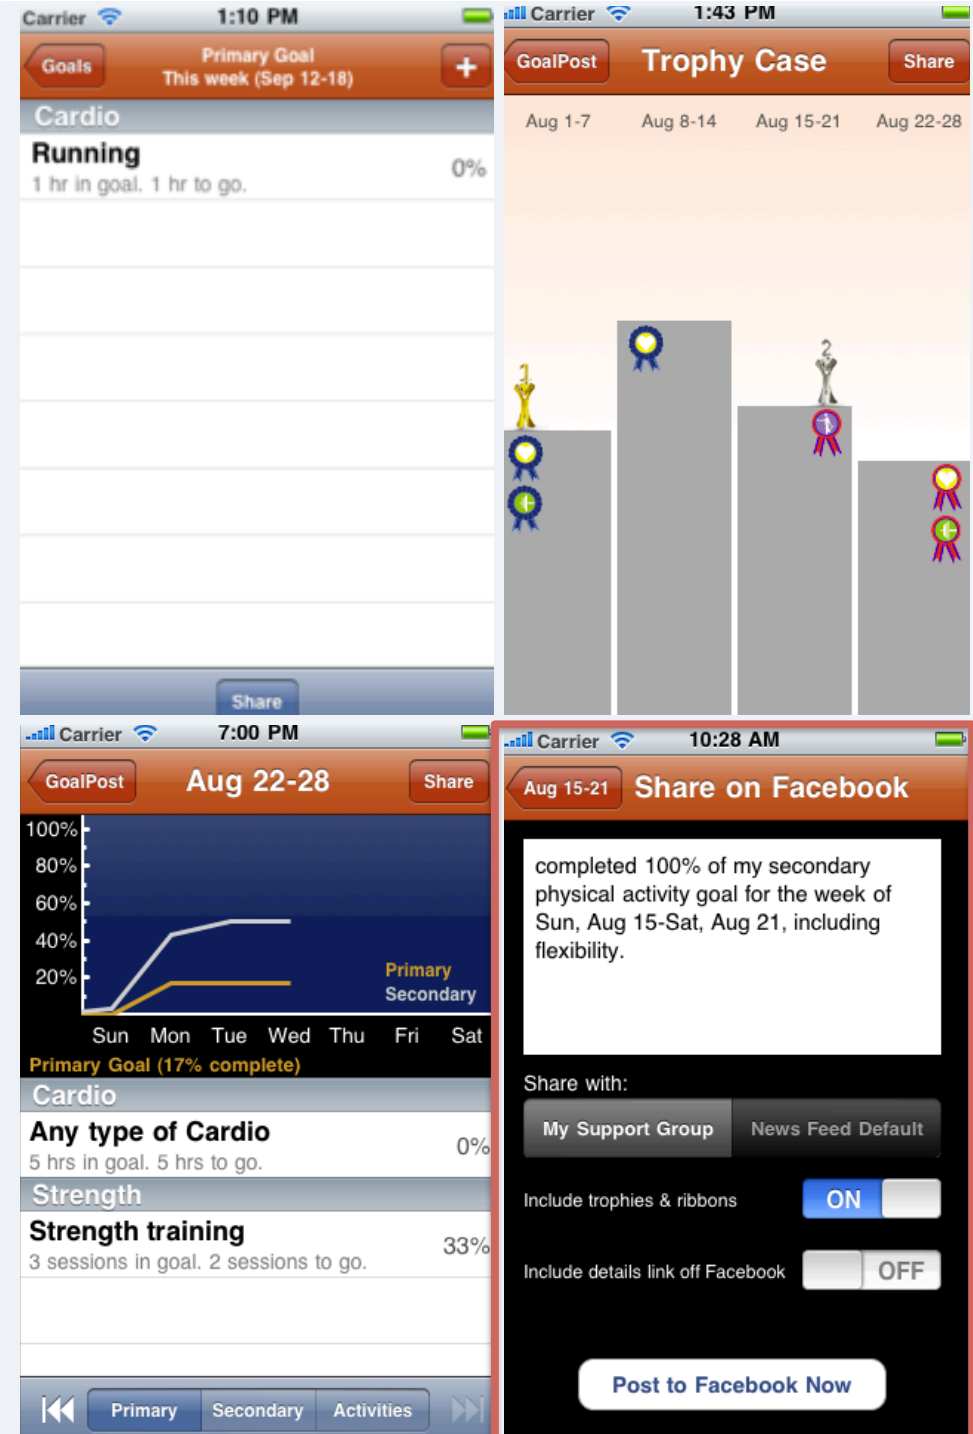 Carrier 1:10 PM
Goals
Primary Goal
This week (Sep 12-18)
+
Cardio
Running
0%
1 hr in goal. 1 hr to go.
Share
Carrier 1:43 PM
GoalPost
Trophy Case
Share
Aug 1-7 Aug 8-14 Aug 15-21 Aug 22-28
1
2
Carrier 7:00 PM
GoalPost
Aug 22-28
Share
100%
80%
60%
40%
20%
Primary
Secondary
Sun Mon Tue Wed Thu Fri Sat
Primary Goal (17% complete)
Cardio
Any type of Cardio
0%
5 hrs in goal. 5 hrs to go.
Strength
Strength training
33%
3 sessions in goal. 2 sessions to go.
Primary Secondary Activities
Carrier 10:28 AM
Aug 15-21
Share on Facebook
completed 100% of my secondary
physical activity goal for the week of
Sun, Aug 15-Sat, Aug 21, including
flexibility.
Share with:
My Support Group News Feed Default
Include trophies & ribbons ON
Include details link off Facebook OFF
Post to Facebook Now